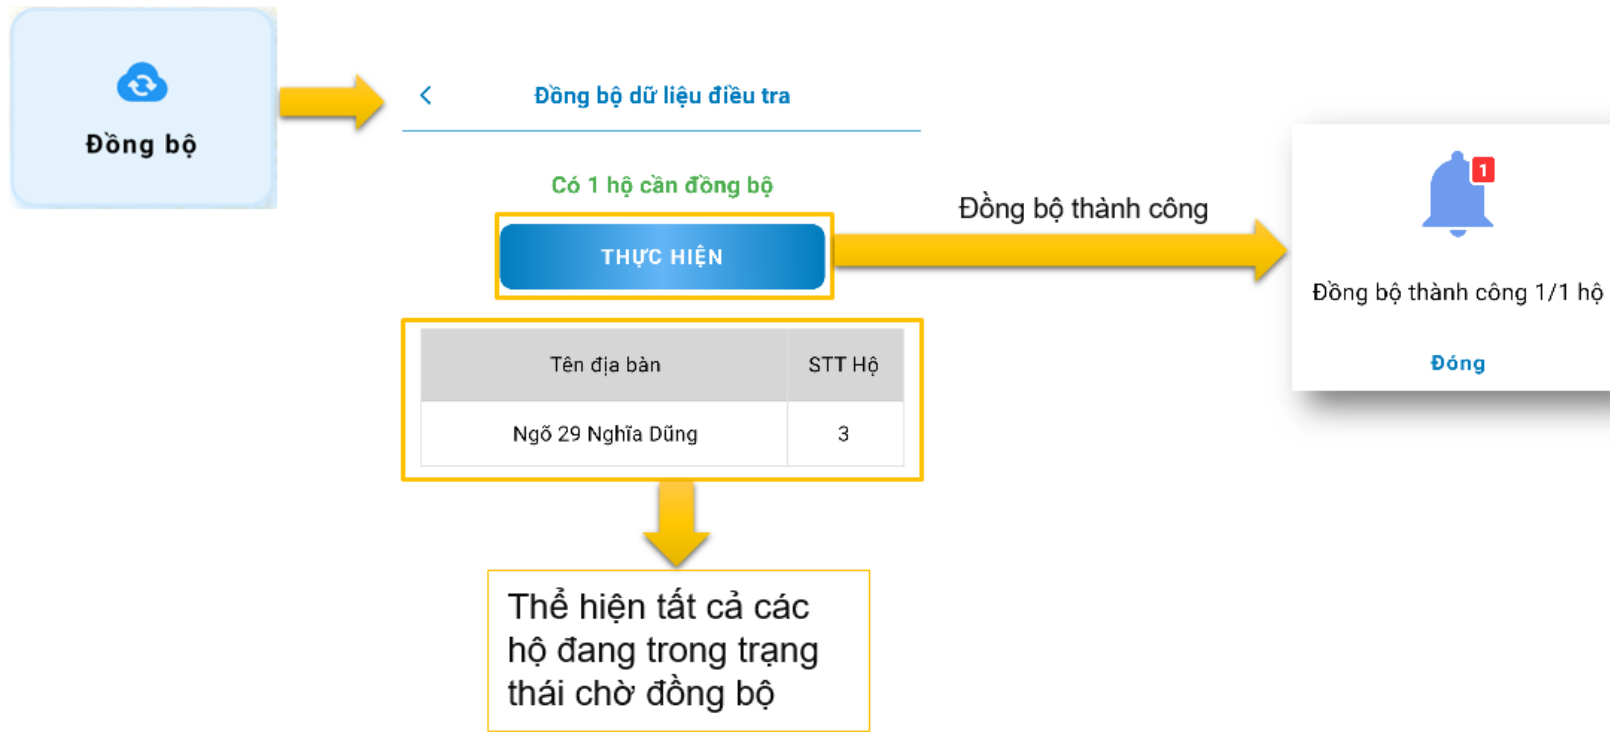 Đồng bộ
Đồng bộ dữ liệu điều tra
Có 1 hộ cần đồng bộ
THỰC HIỆN
Tên địa bàn STT Hộ
Ngõ 29 Nghĩa Dũng 3
Thể hiện tất cả các
hộ đang trong trạng
thái chờ đồng bộ
Đồng bộ thành công
1
Đồng bộ thành công 1/1 hộ
Đóng